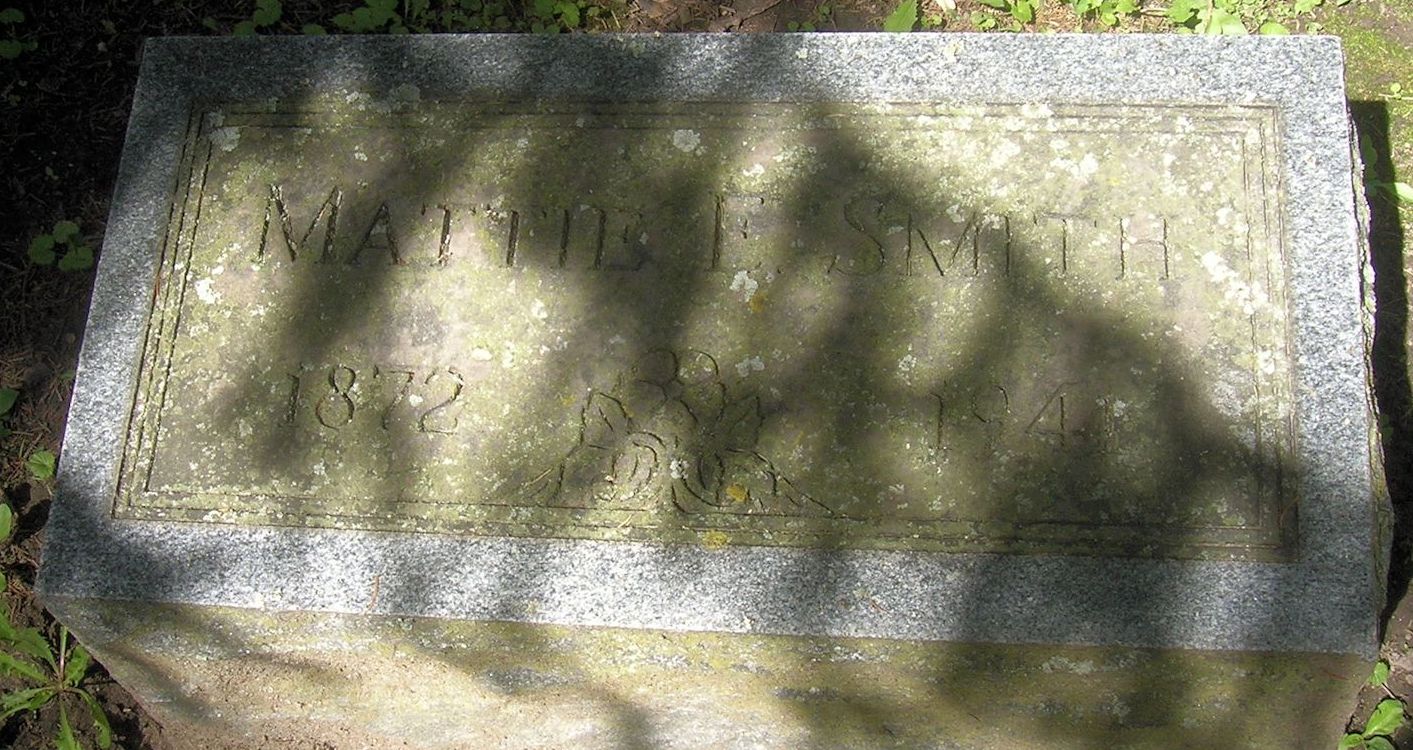 MATTIE E. SMITH
1872 1941